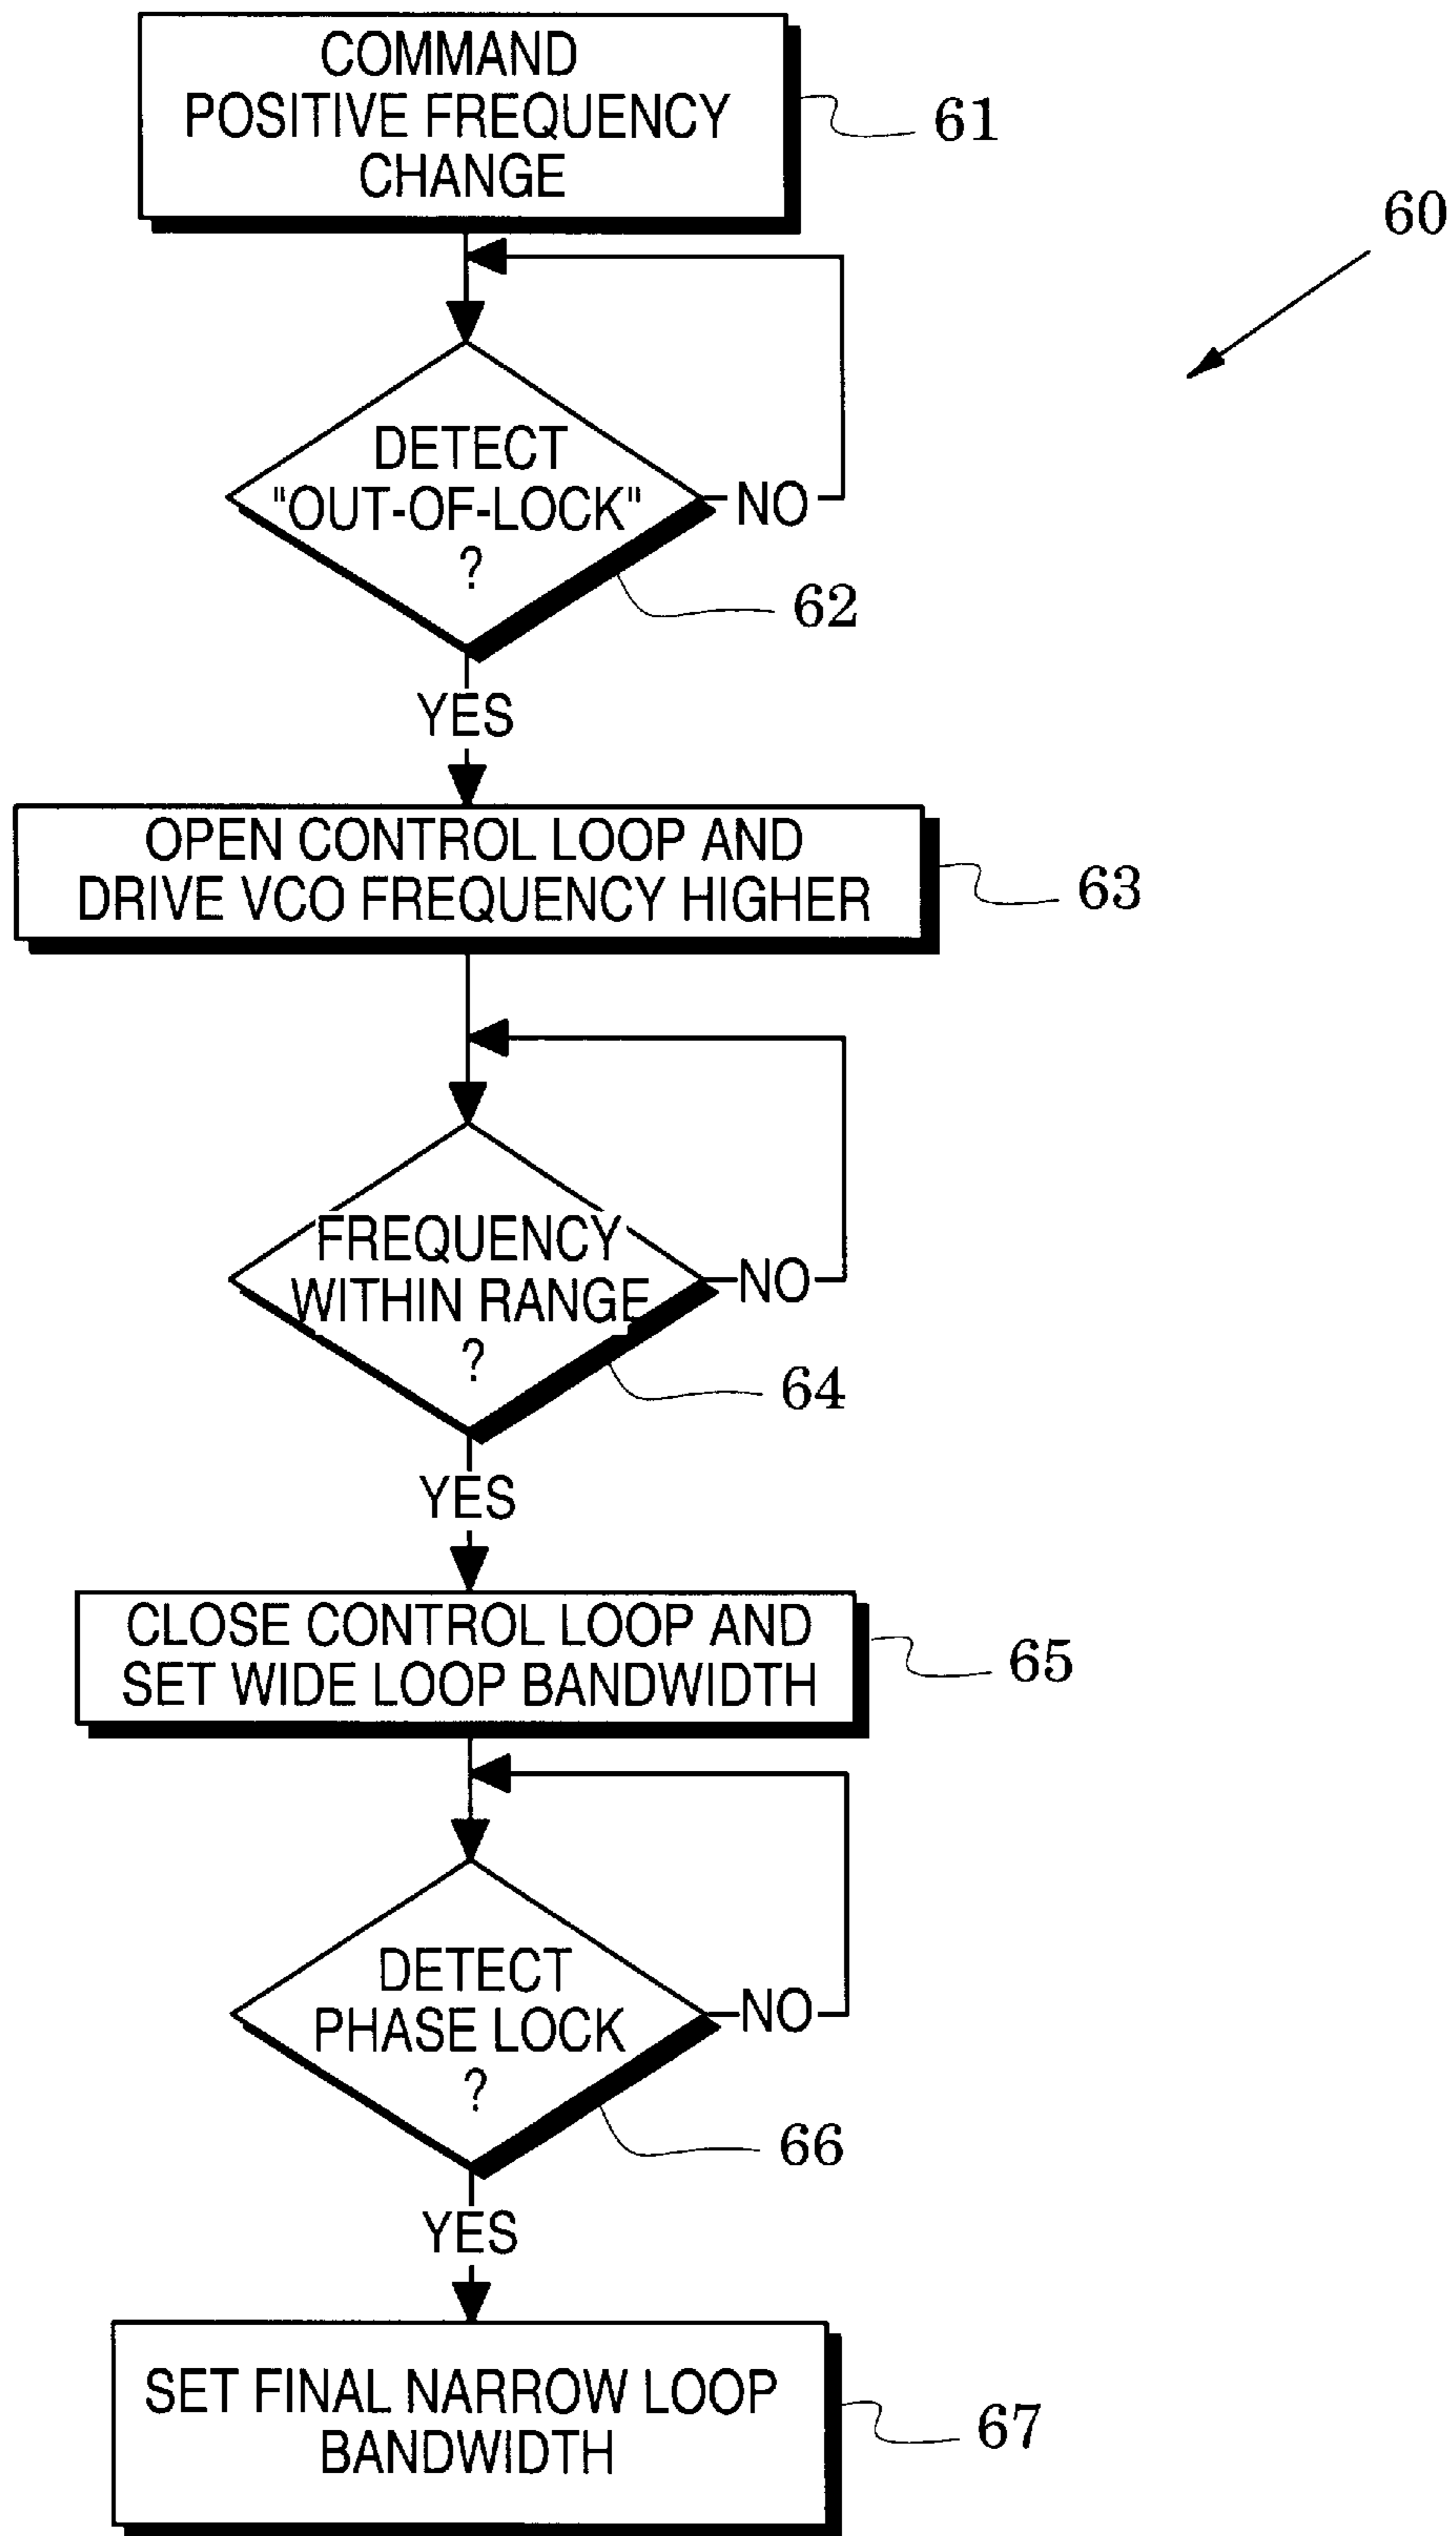 COMMAND
POSITIVE FREQUENCY
CHANGE
61
60
DETECT
"OUT-OF-LOCK"
?
NO
62
YES
OPEN CONTROL LOOP AND
DRIVE VCO FREQUENCY HIGHER
63
FREQUENCY
WITHIN RANGE
?
NO
64
YES
CLOSE CONTROL LOOP AND
SET WIDE LOOP BANDWIDTH
65
DETECT
PHASE LOCK
?
NO
66
YES
SET FINAL NARROW LOOP
BANDWIDTH
67